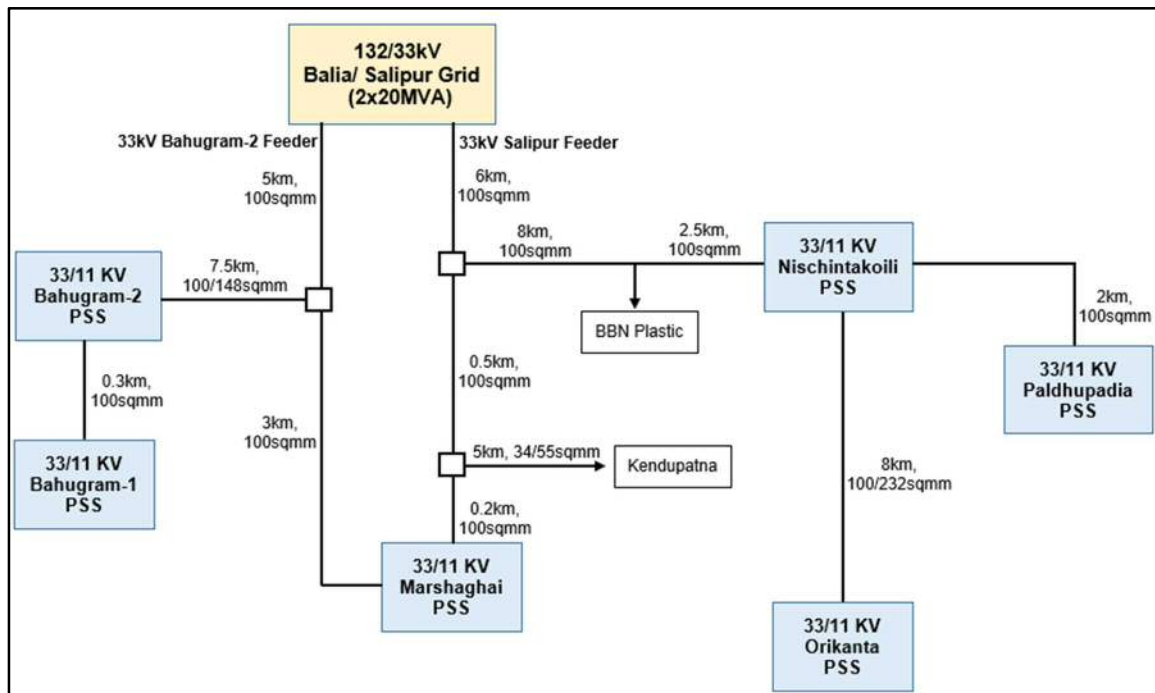 132/33kV
Balia/ Salipur Grid
(2x20MVA)
33kV Bahugram-2 Feeder
33kV Salipur Feeder
5km,
100sqmm
6km,
100sqmm
8km,
100sqmm
2.5km,
100sqmm
33/11 KV
Nischintakoili
PSS
33/11 KV
Bahugram-2
PSS
7.5km,
100/148sqmm
BBN Plastic
2km,
100sqmm
0.3km,
100sqmm
0.5km,
100sqmm
33/11 KV
Paldhupadia
PSS
3km,
100sqmm
33/11 KV
Bahugram-1
PSS
5km, 34/55sqmm
Kendupatna
8km,
100/232sqmm
0.2km,
100sqmm
33/11 KV
Marshaghai
PSS
33/11 KV
Orikanta
PSS